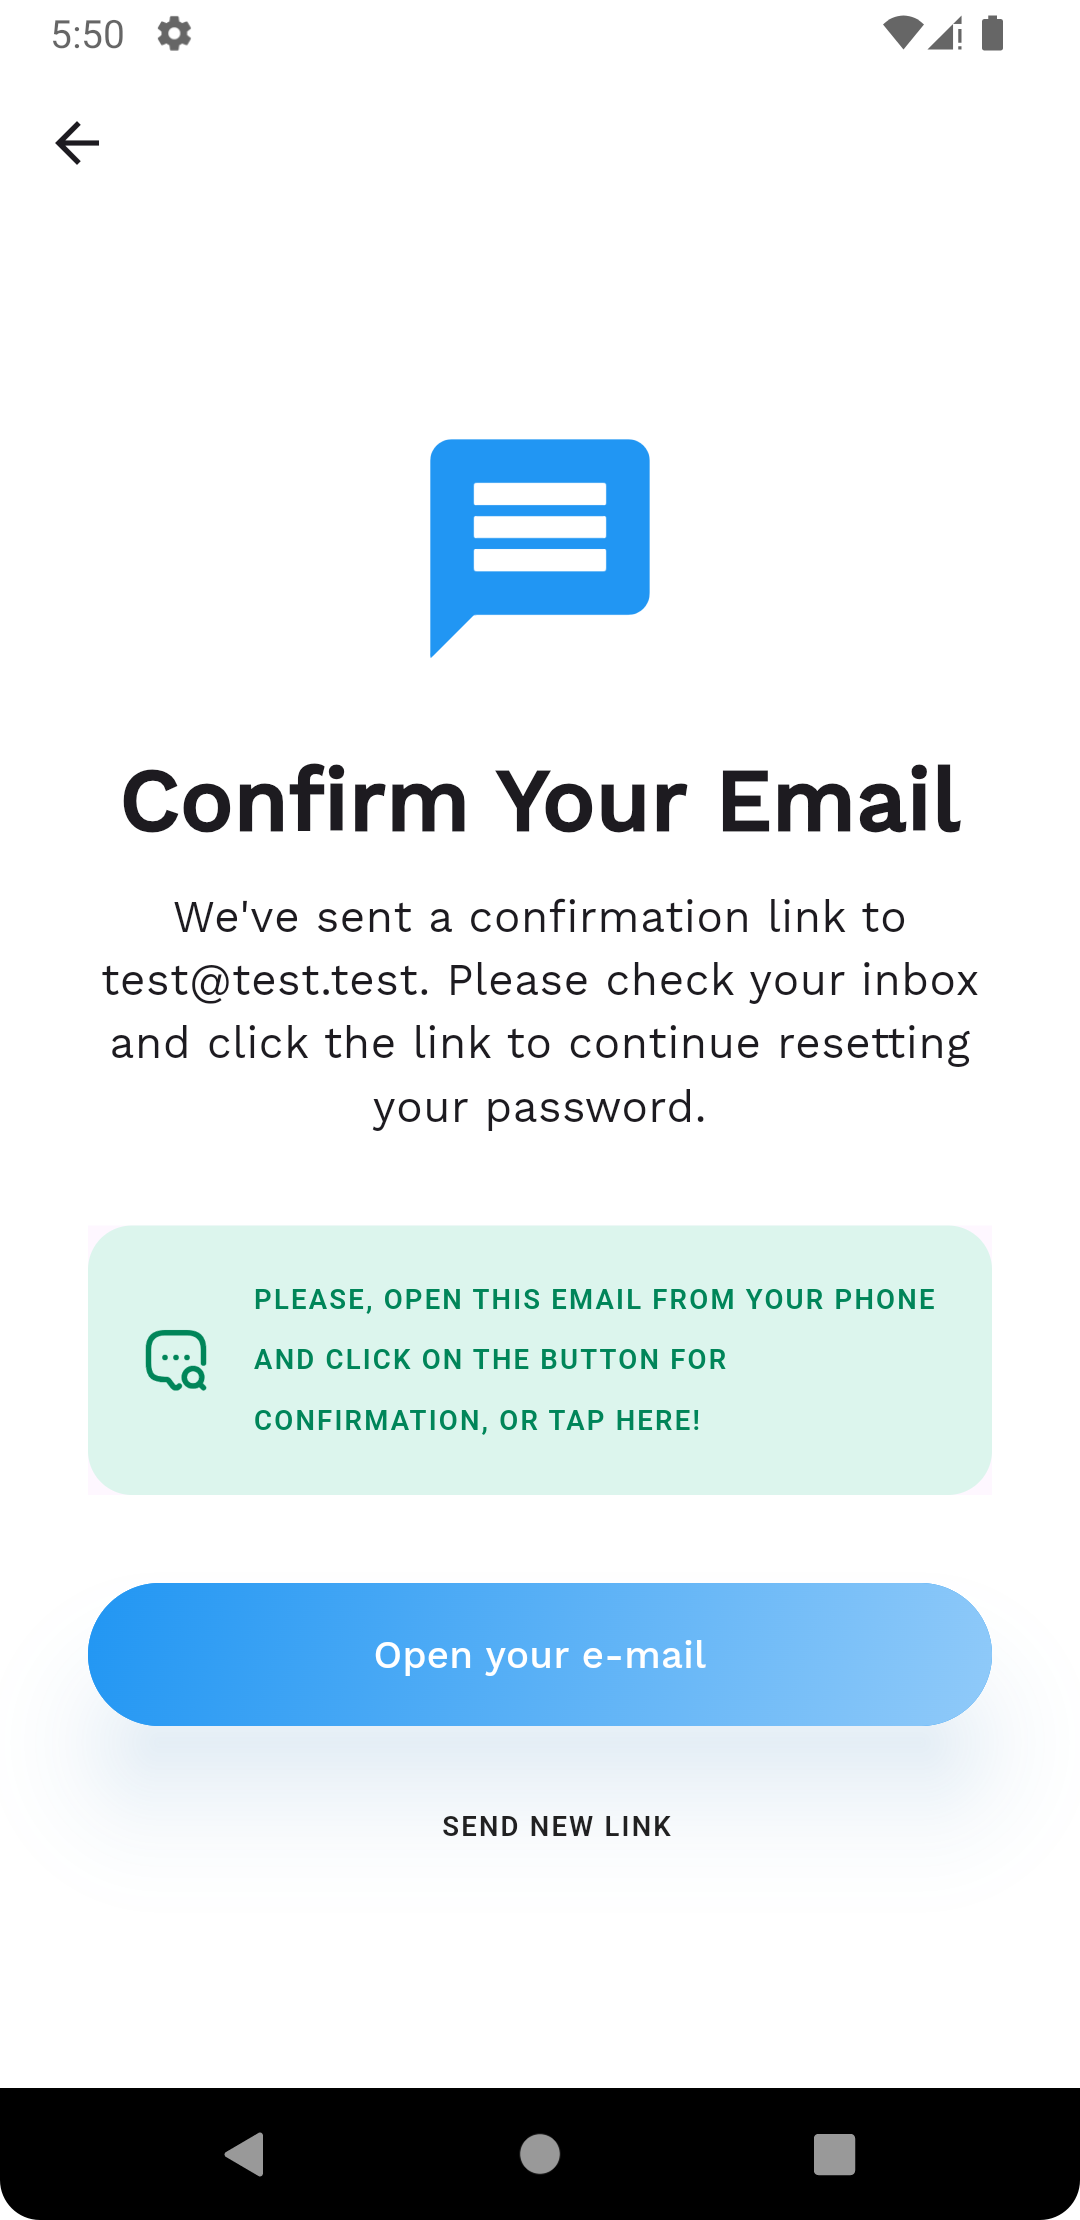 5:50
Confirm Your Email
We've sent a confirmation link to
test@test.test. Please check your inbox
and click the link to continue resetting
your password.
PLEASE, OPEN THIS EMAIL FROM YOUR PHONE
AND CLICK ON THE BUTTON FOR
CONFIRMATION, OR TAP HERE!
Open your e-mail
SEND NEW LINK